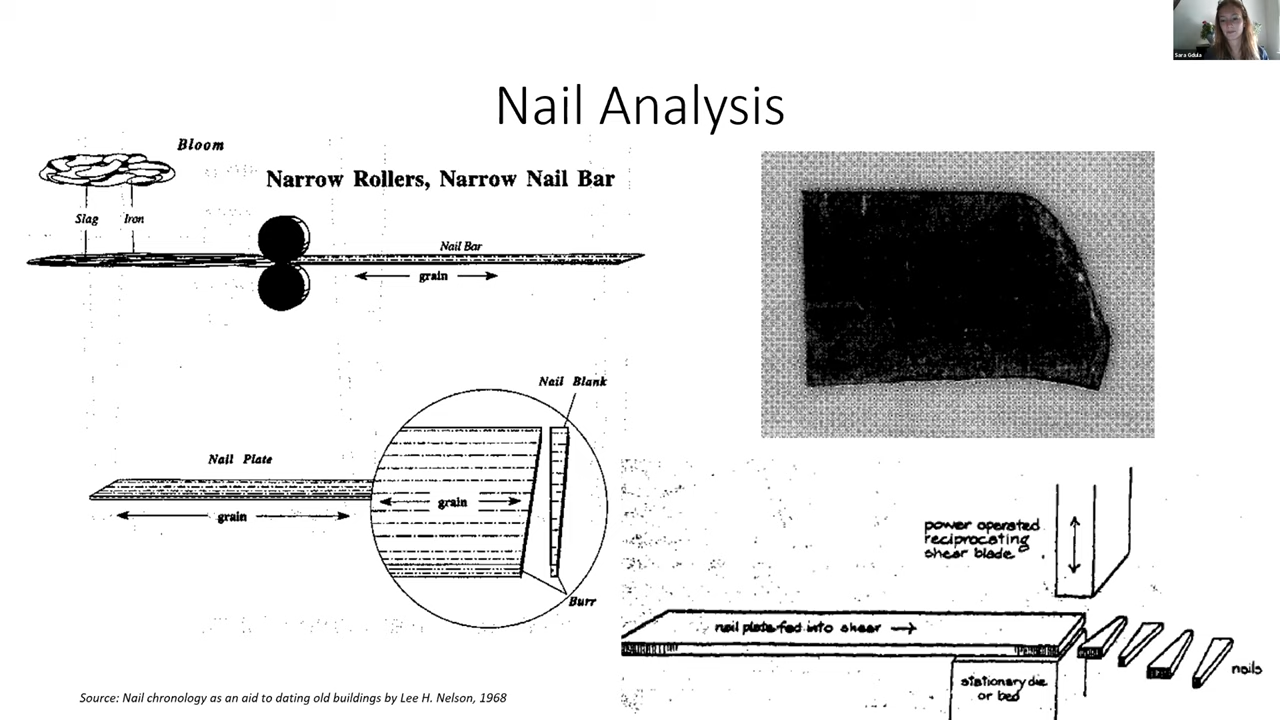 Sara Gdula
Nail Analysis
Bloom
Narrow Rollers, Narrow Nail Bar
Slag
Iron
Nail Bar
grain
Nail Blank
Nail Plate
grain
grain
Burr
power operated
reciprocating
shear blade
nail plate fed into shear
nails
stationary die
or bed
Source: Nail chronology as an aid to dating old buildings by Lee H. Nelson, 1968